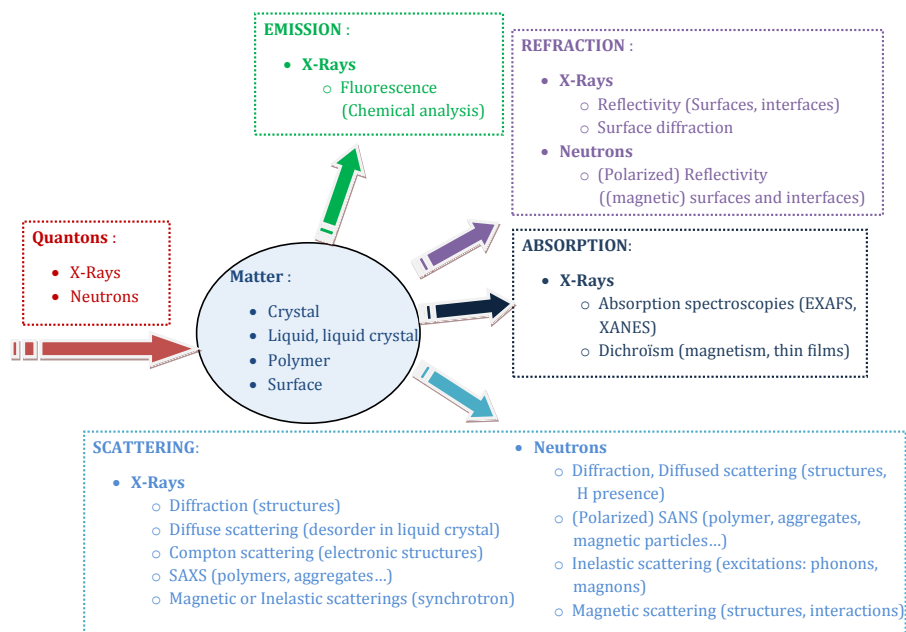 EMISSION :
• X-Rays
o Fluorescence
(Chemical analysis)
REFRACTION :
• X-Rays
o Reflectivity (Surfaces, interfaces)
o Surface diffraction
• Neutrons
o (Polarized) Reflectivity
((magnetic) surfaces and interfaces)
Quantons :
• X-Rays
• Neutrons
Matter :
• Crystal
• Liquid, liquid crystal
• Polymer
• Surface
ABSORPTION:
• X-Rays
o Absorption spectroscopies (EXAFS,
XANES)
o Dichroïsm (magnetism, thin films)
SCATTERING:
• X-Rays
o Diffraction (structures)
o Diffuse scattering (desorder in liquid crystal)
o Compton scattering (electronic structures)
o SAXS (polymers, aggregates…)
o Magnetic or Inelastic scatterings (synchrotron)
• Neutrons
o Diffraction, Diffused scattering (structures,
H presence)
o (Polarized) SANS (polymer, aggregates,
magnetic particles…)
o Inelastic scattering (excitations: phonons,
magnons)
o Magnetic scattering (structures, interactions)